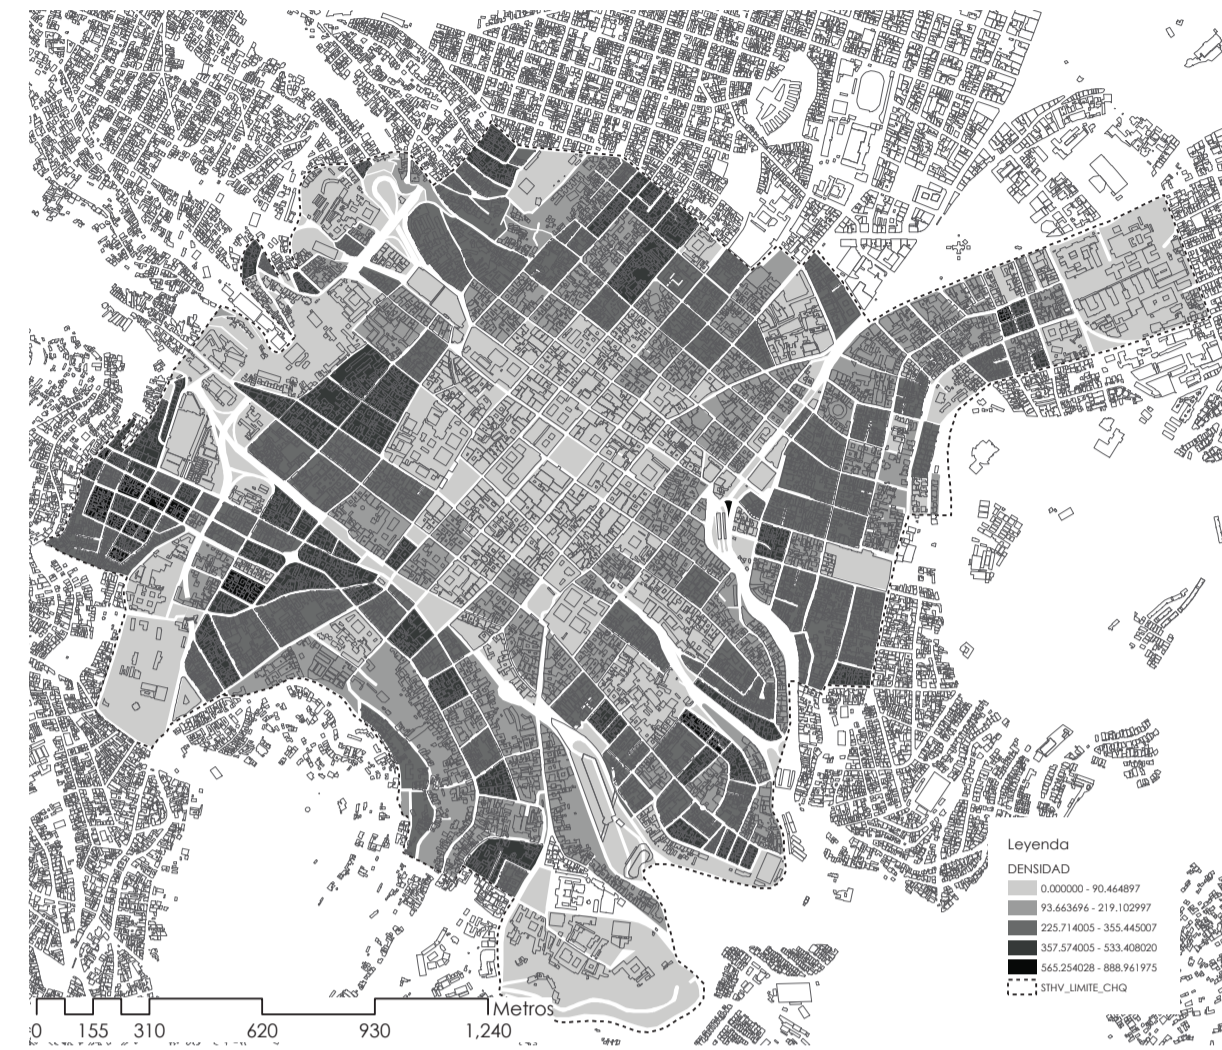 Leyenda
DENSIDAD
0.000000 - 90.464897
93.663696 - 219.102997
225.714005 - 355.445007
357.574005 - 533.408020
565.254028 - 888.961975
STHV_LIMITE_CHQ
Metros
0 155 310 620 930 1,240